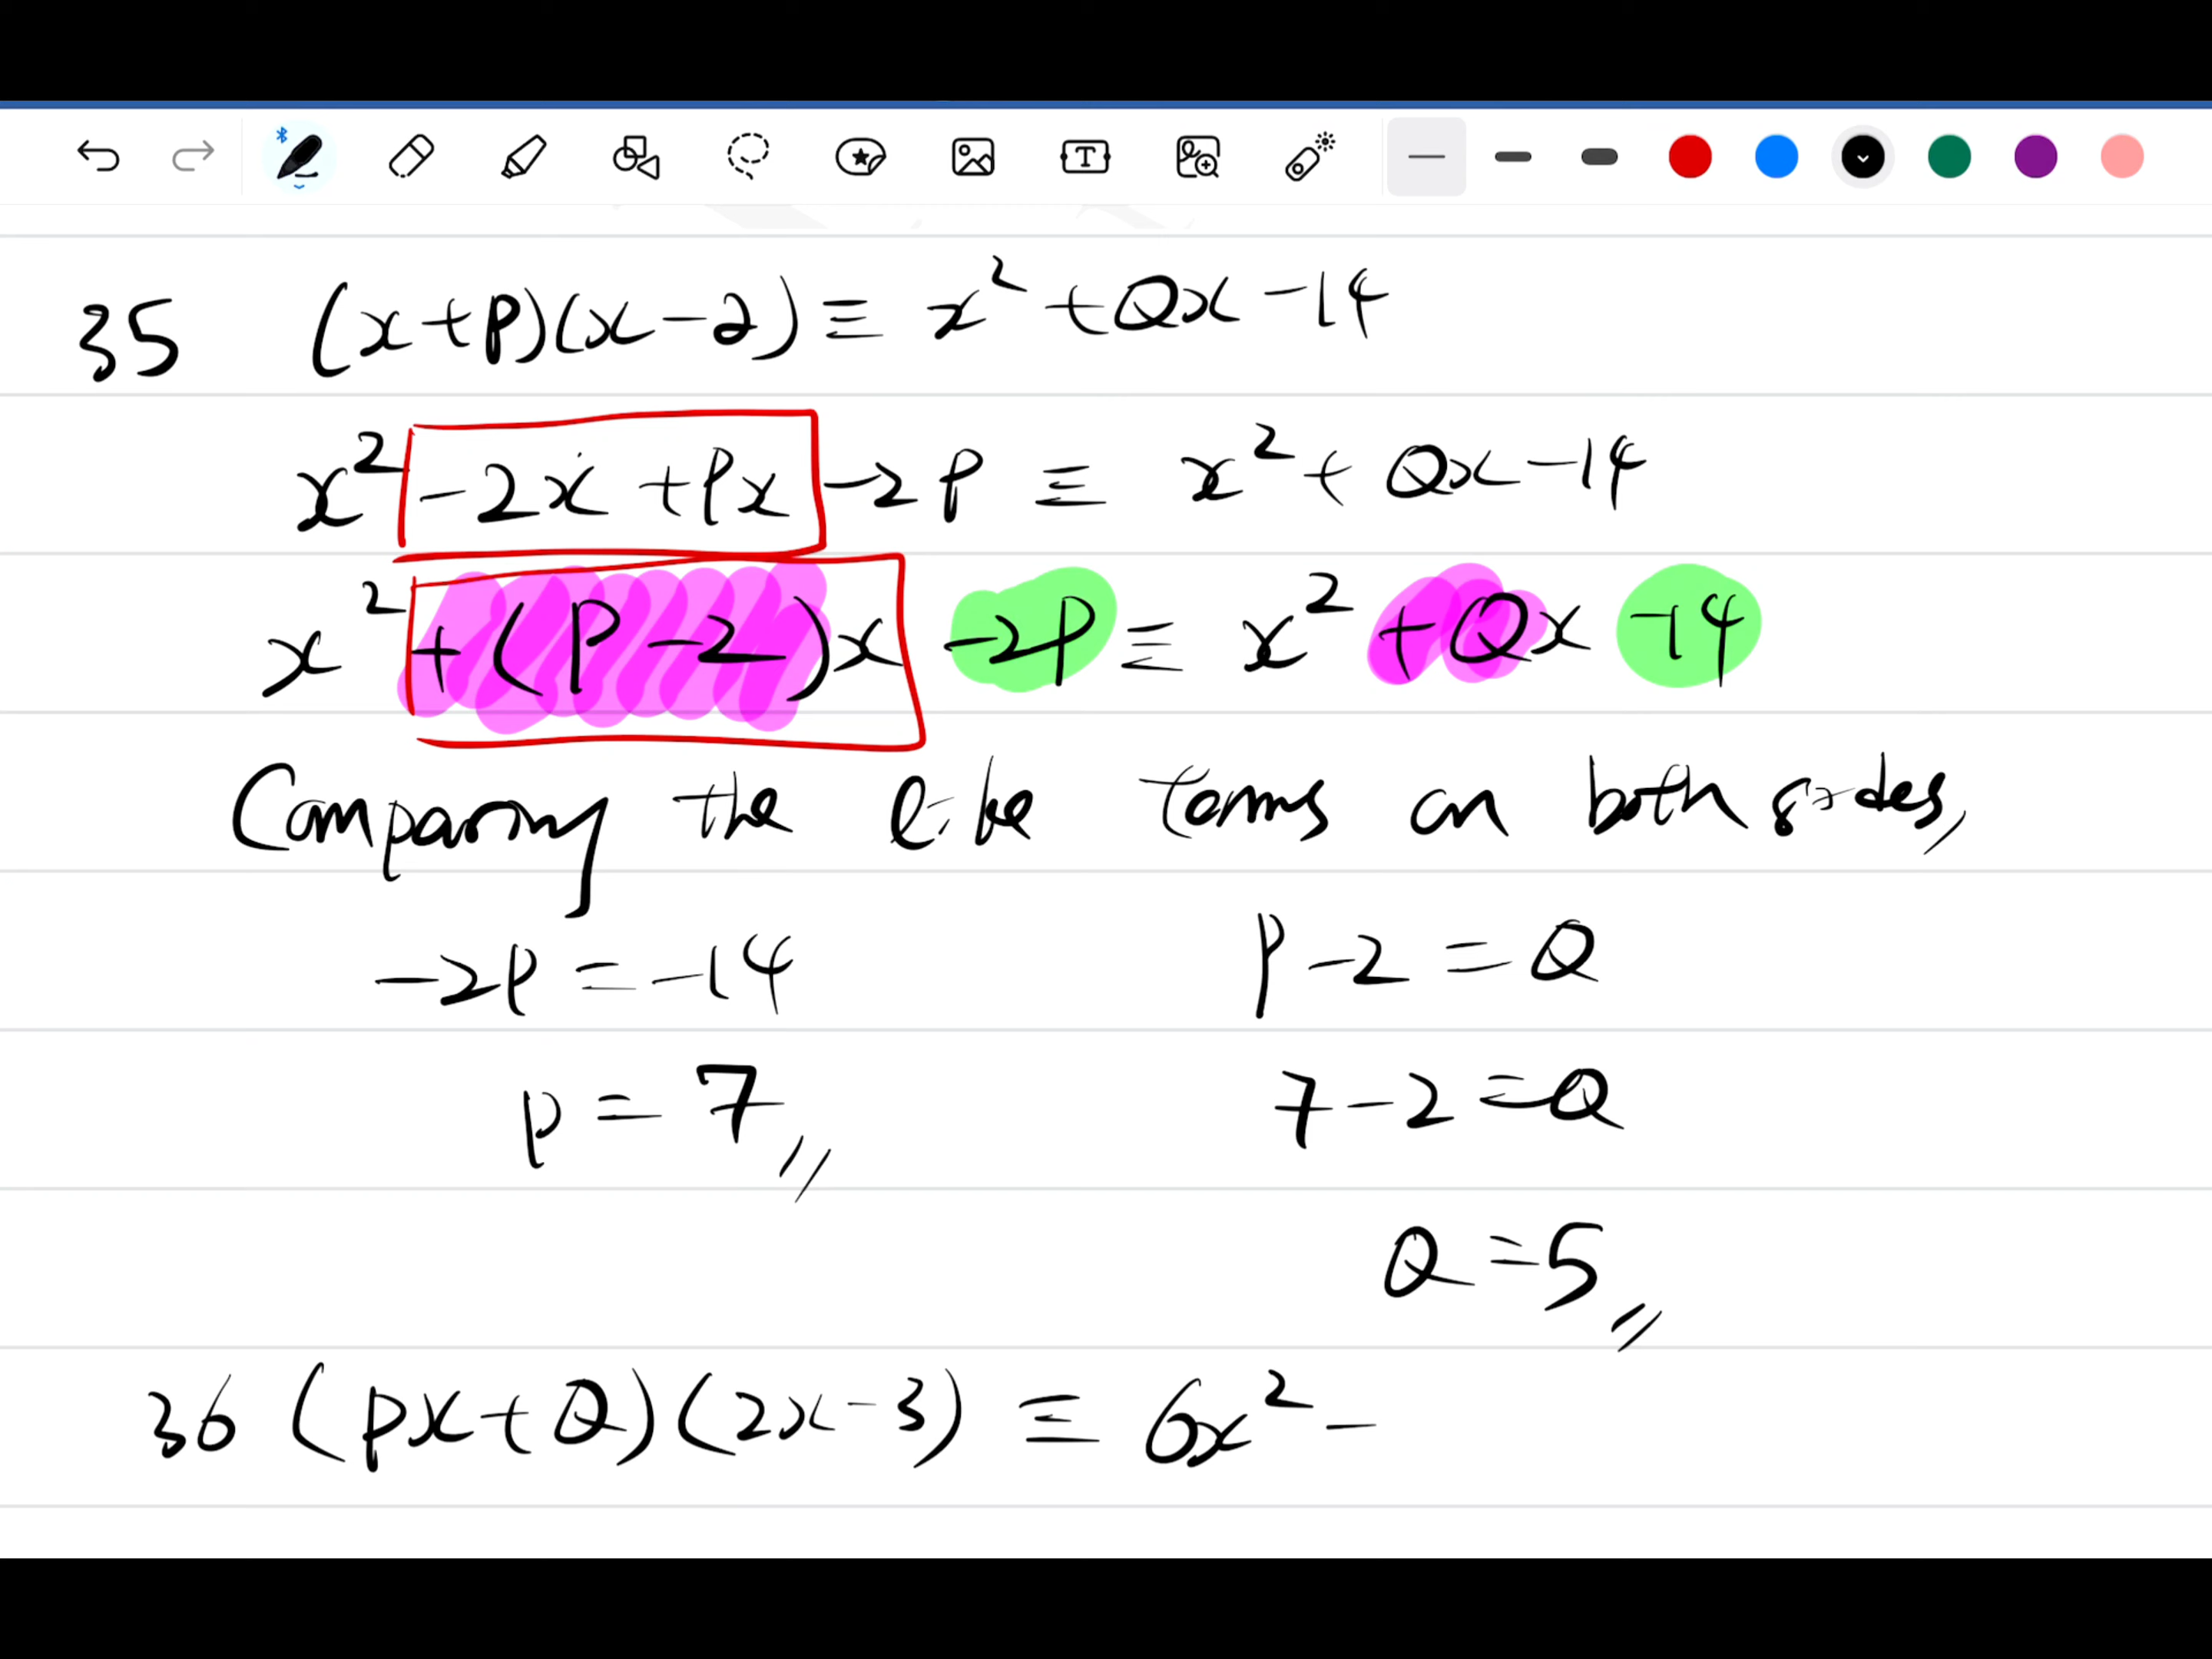 35 (x+P)(x-2) ≡ x² + Qx - 14
x² - 2x + Px - 2P ≡ x² + Qx - 14
x² + (P-2)x - 2P ≡ x² + Qx - 14
Comparing the like terms on both sides,
-2P = -14 P - 2 = Q
P = 7 // 7 - 2 = Q
Q = 5 //
36 (Px+Q)(2x-3) ≡ 6x² -